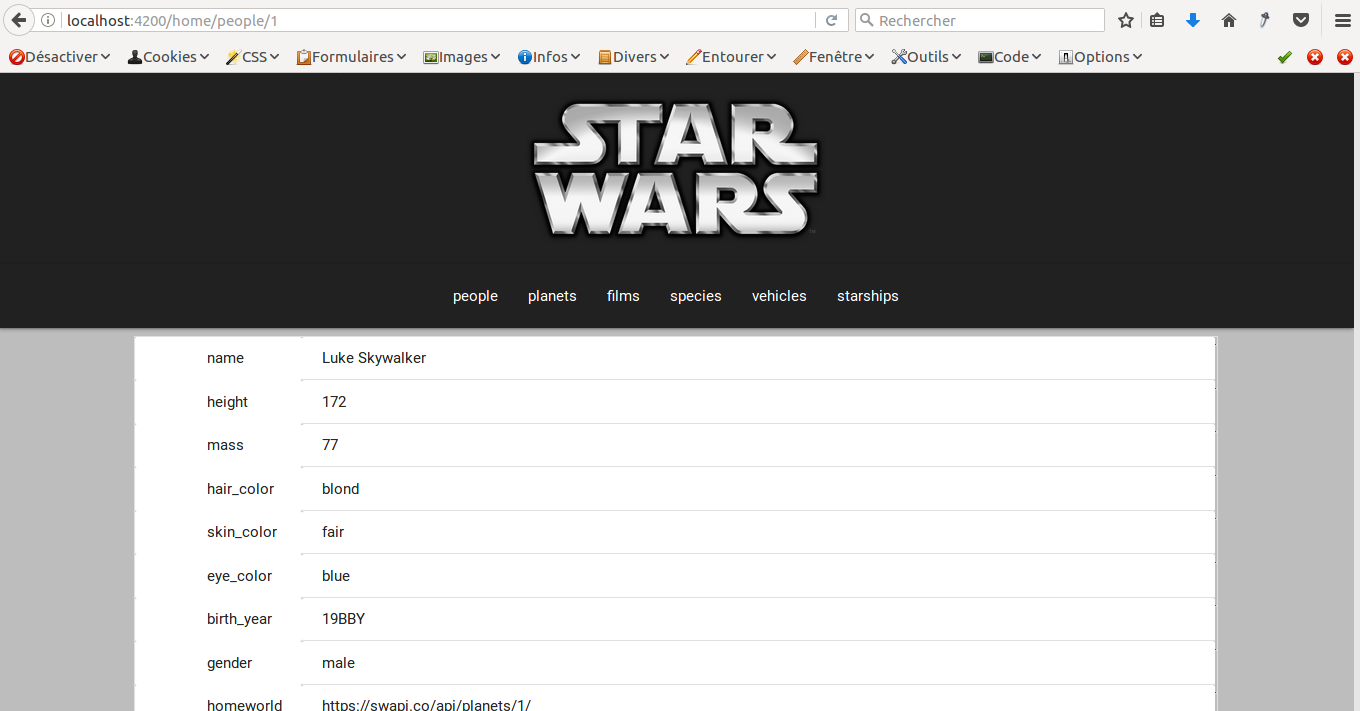 localhost:4200/home/people/1
Rechercher
Désactiver Cookies CSS Formulaires Images Infos Divers Entourer Fenêtre Outils Code Options
STAR
WARS
people planets films species vehicles starships
name Luke Skywalker
height 172
mass 77
hair_color blond
skin_color fair
eye_color blue
birth_year 19BBY
gender male
homeworld https://swapi.co/api/planets/1/